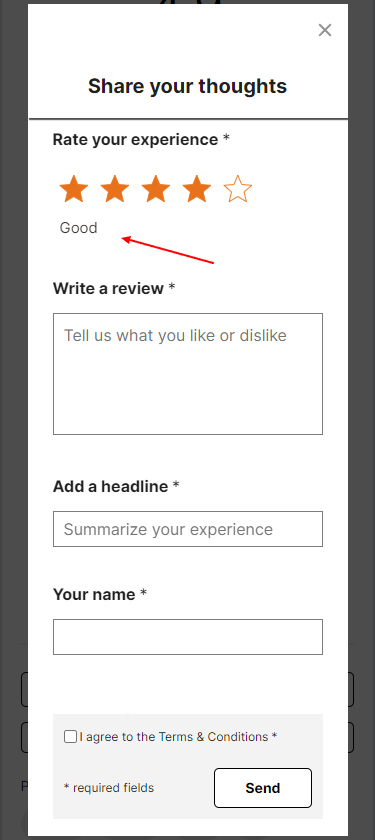 Share your thoughts
Rate your experience *
Good
Write a review *
Tell us what you like or dislike
Add a headline *
Summarize your experience
Your name *
I agree to the Terms & Conditions *
* required fields
Send